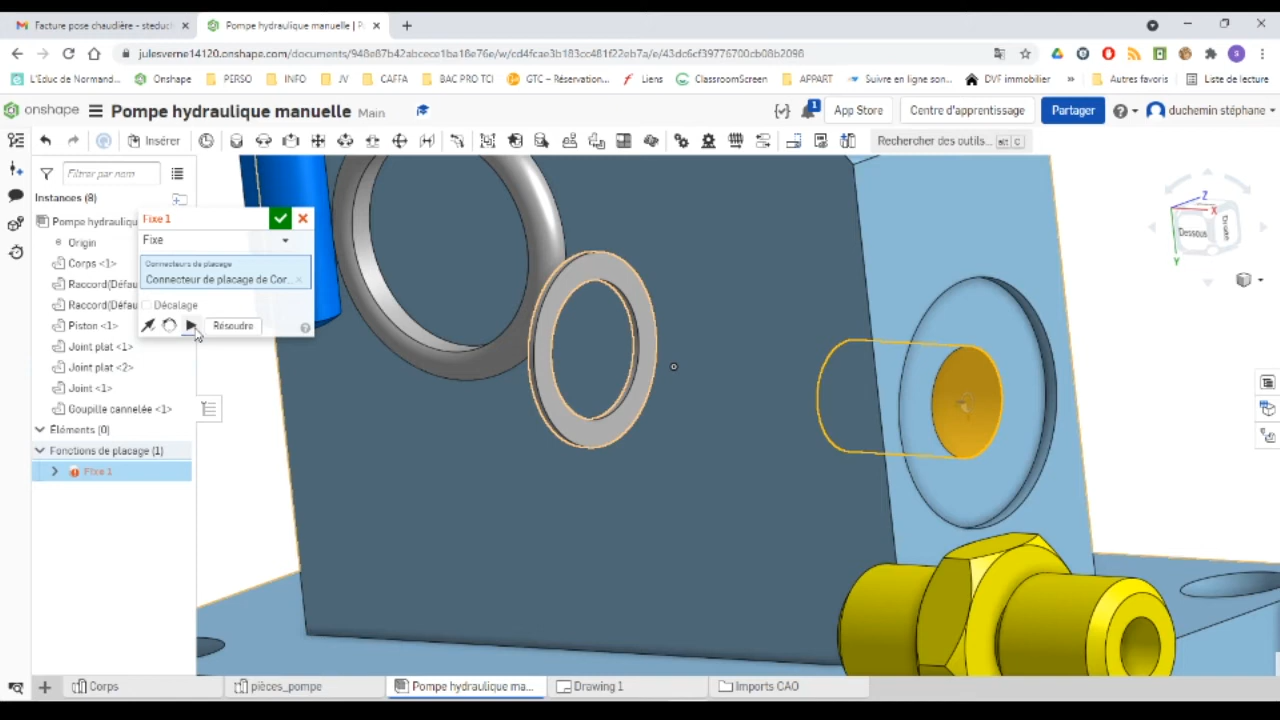 Facture pose chaudière - steduch
Pompe hydraulique manuelle | P
julesverne14120.onshape.com/documents/948e87b42abcece1ba18e76e/w/cd4fcae3b183cc481f22eb7a/e/43dc6cf39776700cb08b2098
S
L'Educ de Normand...
Onshape
PERSO
INFO
JV
CAFFA
BAC PRO TCI
GTC – Réservation...
Liens
ClassroomScreen
APPART
Suivre en ligne son...
DVF immobilier
»
Autres favoris
Liste de lecture
onshape
Pompe hydraulique manuelle
Main
1
App Store
Centre d'apprentissage
Partager
duchemin stéphane
Insérer
Rechercher des outils...
alt
C
Filtrer par nom
Instances (8)
Pompe hydrauliqu
Origin
Corps <1>
Raccord(Défau
Raccord(Défau
Piston <1>
Joint plat <1>
Joint plat <2>
Joint <1>
Goupille cannelée <1>
Éléments (0)
Fonctions de placage (1)
Fixe 1
Fixe 1
Fixe
Connecteurs de placage
Connecteur de placage de Cor...
Décalage
Résoudre
Z
X
Y
Dessous
Droite
Corps
pièces_pompe
Pompe hydraulique ma...
Drawing 1
Imports CAO